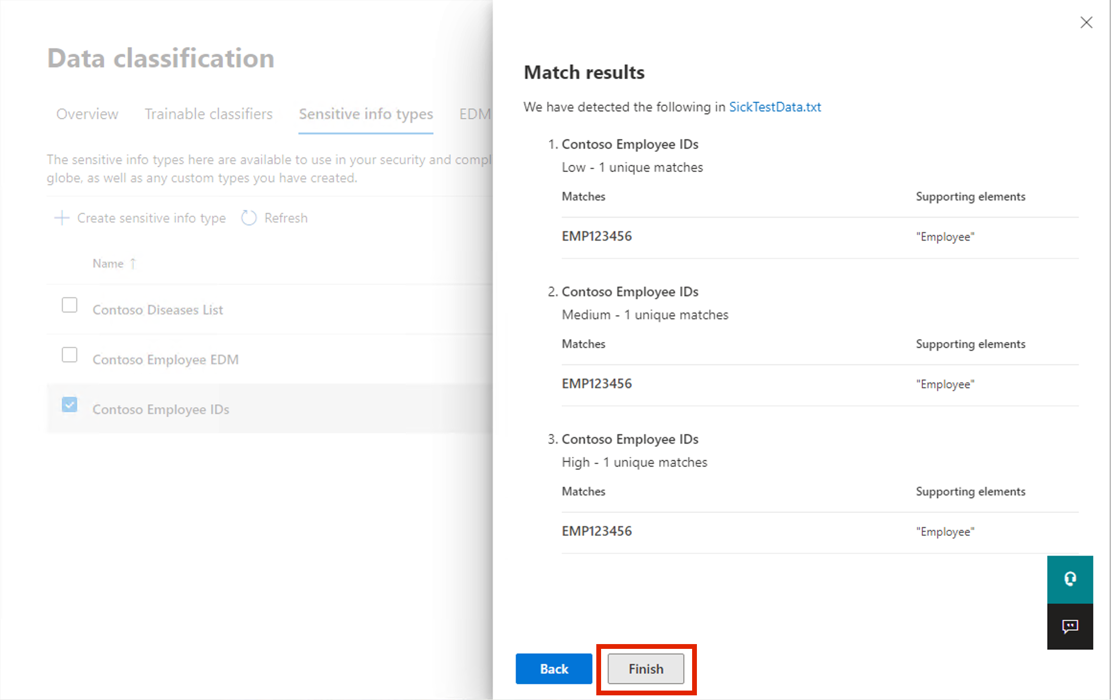 Data classification
Overview
Trainable classifiers
Sensitive info types
EDM
The sensitive info types here are available to use in your security and compl
globe, as well as any custom types you have created.
Create sensitive info type
Refresh
Name ↑
Contoso Diseases List
Contoso Employee EDM
Contoso Employee IDs
Match results
We have detected the following in SickTestData.txt
1. Contoso Employee IDs
Low - 1 unique matches
Matches
Supporting elements
EMP123456
"Employee"
2. Contoso Employee IDs
Medium - 1 unique matches
Matches
Supporting elements
EMP123456
"Employee"
3. Contoso Employee IDs
High - 1 unique matches
Matches
Supporting elements
EMP123456
"Employee"
Back
Finish